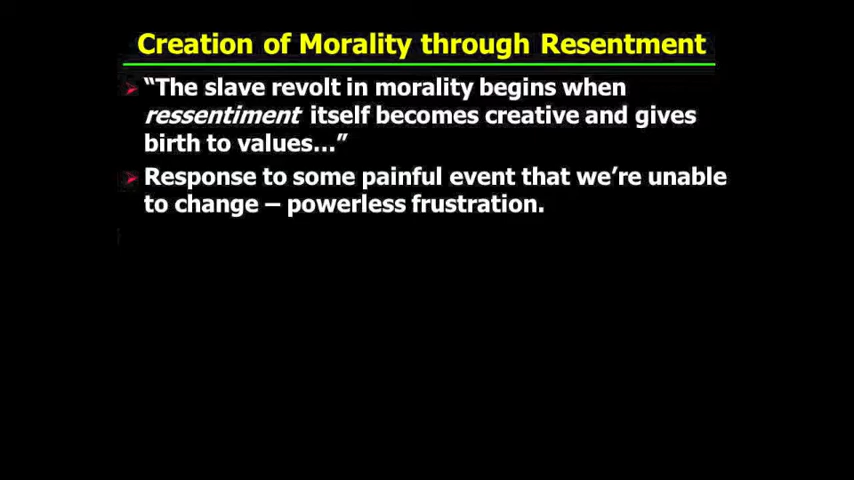 Creation of Morality through Resentment
“The slave revolt in morality begins when
ressentiment itself becomes creative and gives
birth to values…”
Response to some painful event that we’re unable
to change – powerless frustration.